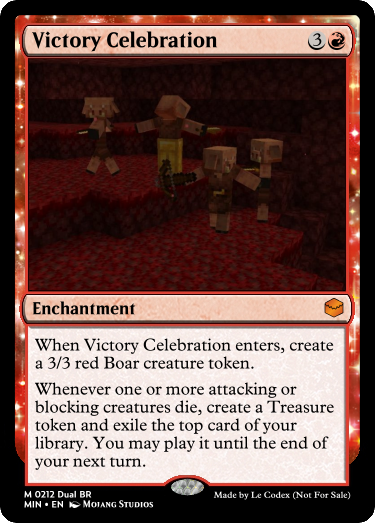 Victory Celebration 3
Enchantment
When Victory Celebration enters, create
a 3/3 red Boar creature token.
Whenever one or more attacking or
blocking creatures die, create a Treasure
token and exile the top card of your
library. You may play it until the end of
your next turn.
M 0212 Dual BR
MIN • EN Mojang Studios
Made by Le Codex (Not For Sale)